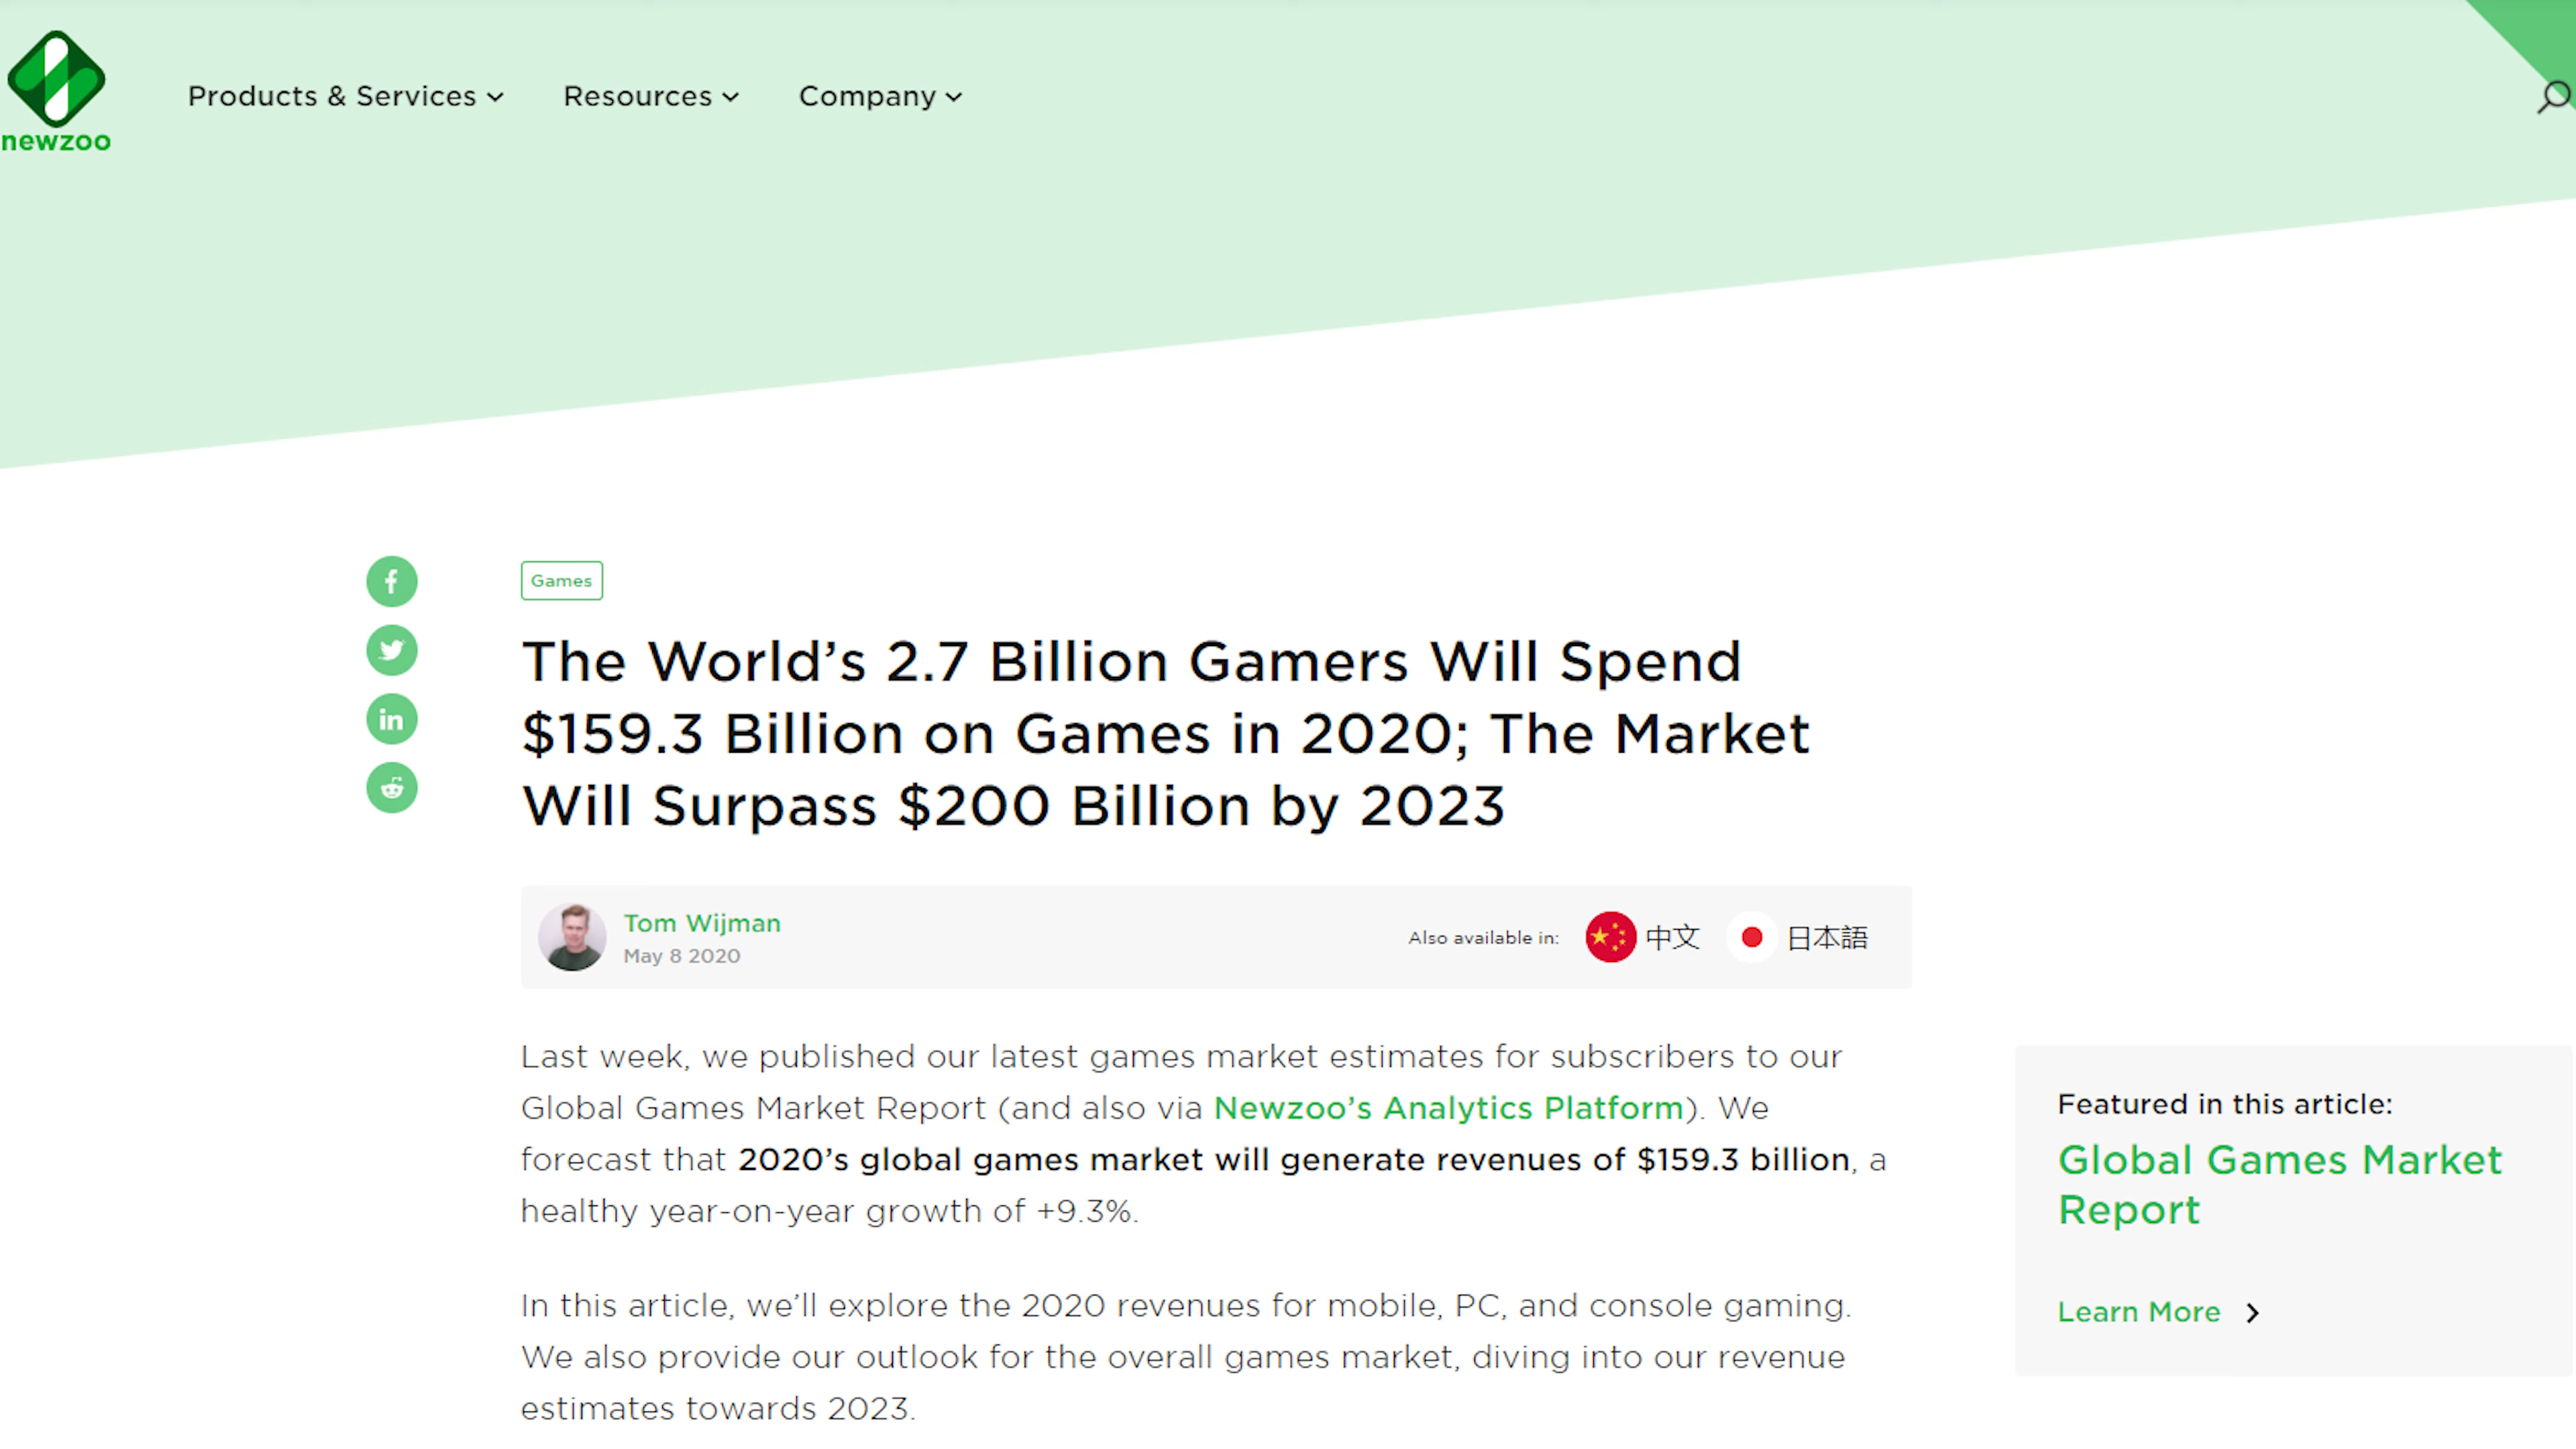 newzoo
Products & Services
Resources
Company
Games
The World’s 2.7 Billion Gamers Will Spend
$159.3 Billion on Games in 2020; The Market
Will Surpass $200 Billion by 2023
Tom Wijman
May 8 2020
Also available in:
中文
日本語
Last week, we published our latest games market estimates for subscribers to our
Global Games Market Report (and also via Newzoo’s Analytics Platform). We
forecast that 2020’s global games market will generate revenues of $159.3 billion, a
healthy year-on-year growth of +9.3%.
In this article, we’ll explore the 2020 revenues for mobile, PC, and console gaming.
We also provide our outlook for the overall games market, diving into our revenue
estimates towards 2023.
Featured in this article:
Global Games Market
Report
Learn More